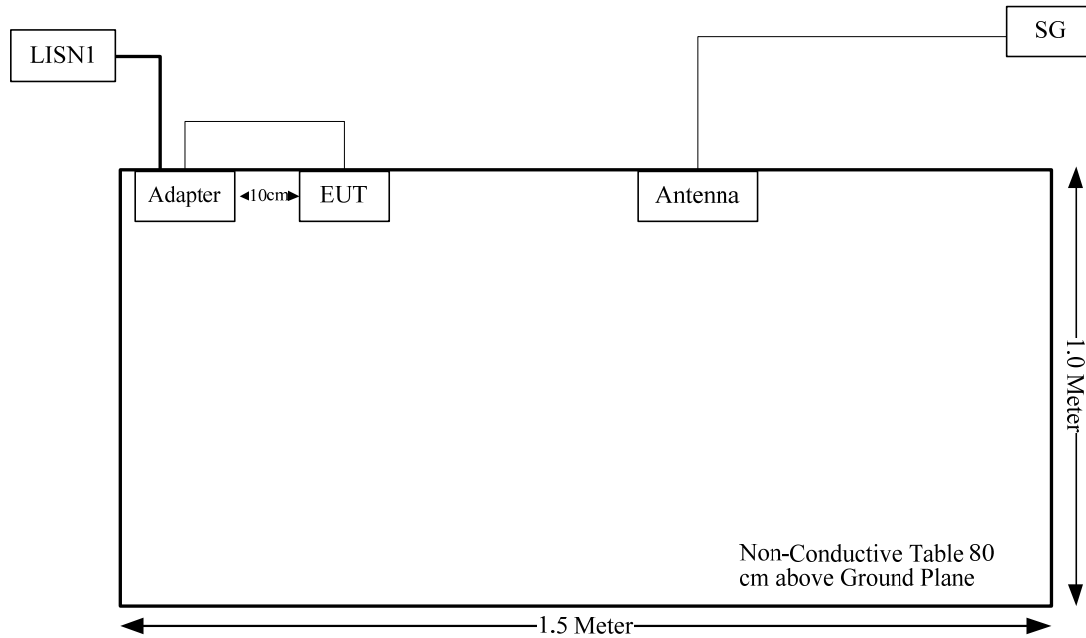 SG
LISN1
Adapter
10cm
EUT
Antenna
1.0 Meter
Non-Conductive Table 80
cm above Ground Plane
1.5 Meter